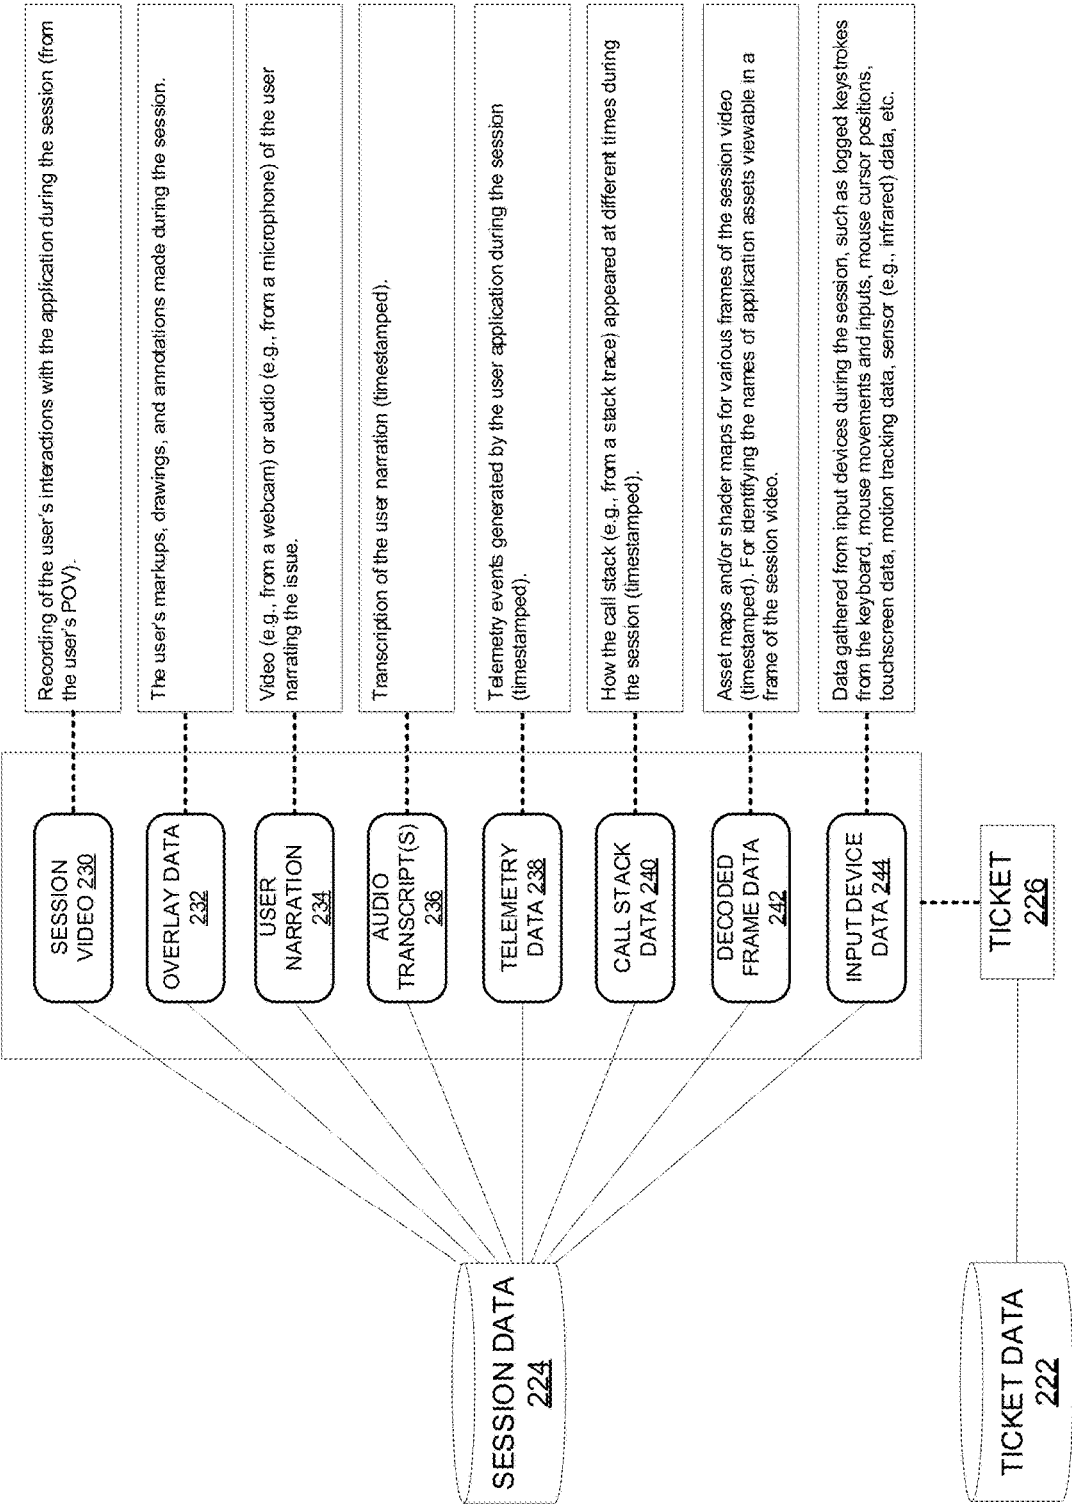 SESSION DATA
224
TICKET DATA
222
SESSION
VIDEO 230
Recording of the user's interactions with the application during the session (from
the user's POV).
OVERLAY DATA
232
The user's markups, drawings, and annotations made during the session.
USER
NARRATION
234
Video (e.g., from a webcam) or audio (e.g., from a microphone) of the user
narrating the issue.
AUDIO
TRANSCRIPT(S)
236
Transcription of the user narration (timestamped).
TELEMETRY
DATA 238
Telemetry events generated by the user application during the session
(timestamped).
CALL STACK
DATA 240
How the call stack (e.g., from a stack trace) appeared at different times during
the session (timestamped).
DECODED
FRAME DATA
242
Asset maps and/or shader maps for various frames of the session video
(timestamped). For identifying the names of application assets viewable in a
frame of the session video.
INPUT DEVICE
DATA 244
Data gathered from input devices during the session, such as logged keystrokes
from the keyboard, mouse movements and inputs, mouse cursor positions,
touchscreen data, motion tracking data, sensor (e.g., infrared) data, etc.
TICKET
226